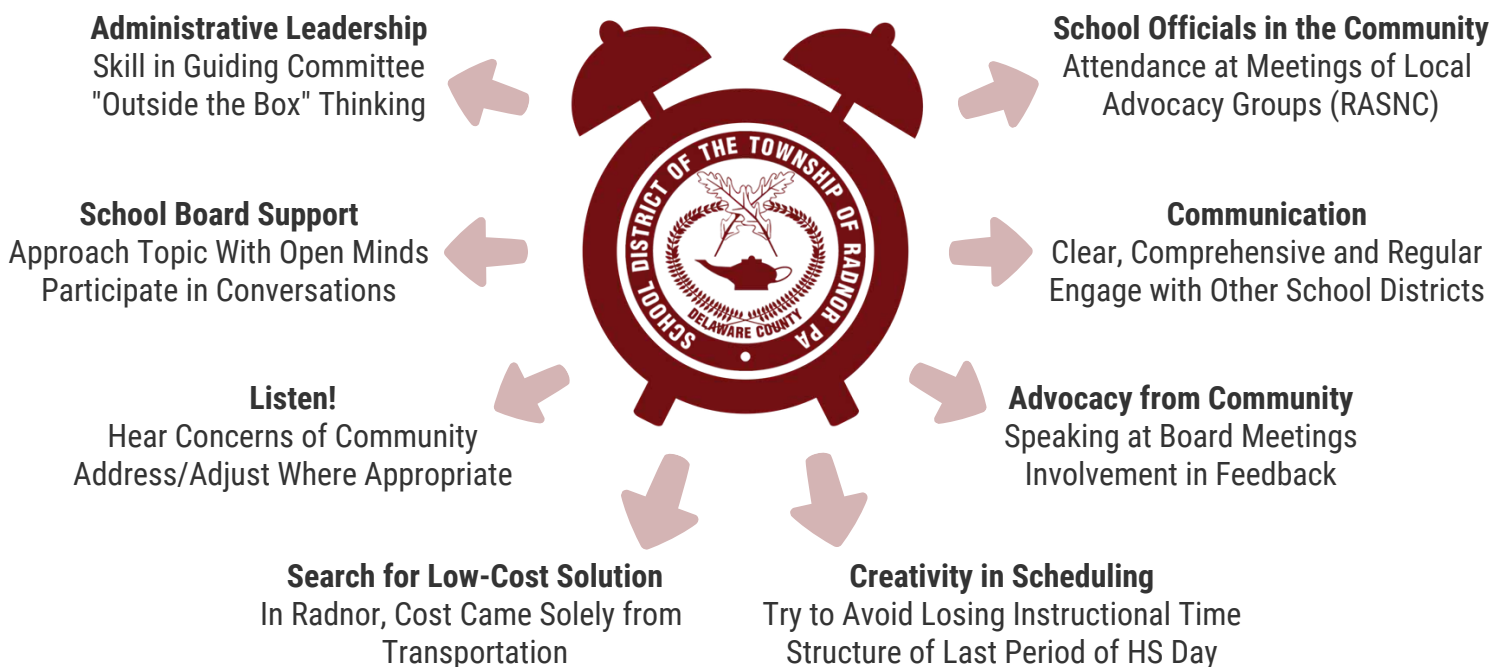 Administrative Leadership
Skill in Guiding Committee
"Outside the Box" Thinking
School Officials in the Community
Attendance at Meetings of Local
Advocacy Groups (RASNC)
SCHOOL DISTRICT OF THE TOWNSHIP OF RADNOR PA
DELAWARE COUNTY
School Board Support
Approach Topic With Open Minds
Participate in Conversations
Communication
Clear, Comprehensive and Regular
Engage with Other School Districts
Listen!
Hear Concerns of Community
Address/Adjust Where Appropriate
Advocacy from Community
Speaking at Board Meetings
Involvement in Feedback
Search for Low-Cost Solution
In Radnor, Cost Came Solely from
Transportation
Creativity in Scheduling
Try to Avoid Losing Instructional Time
Structure of Last Period of HS Day